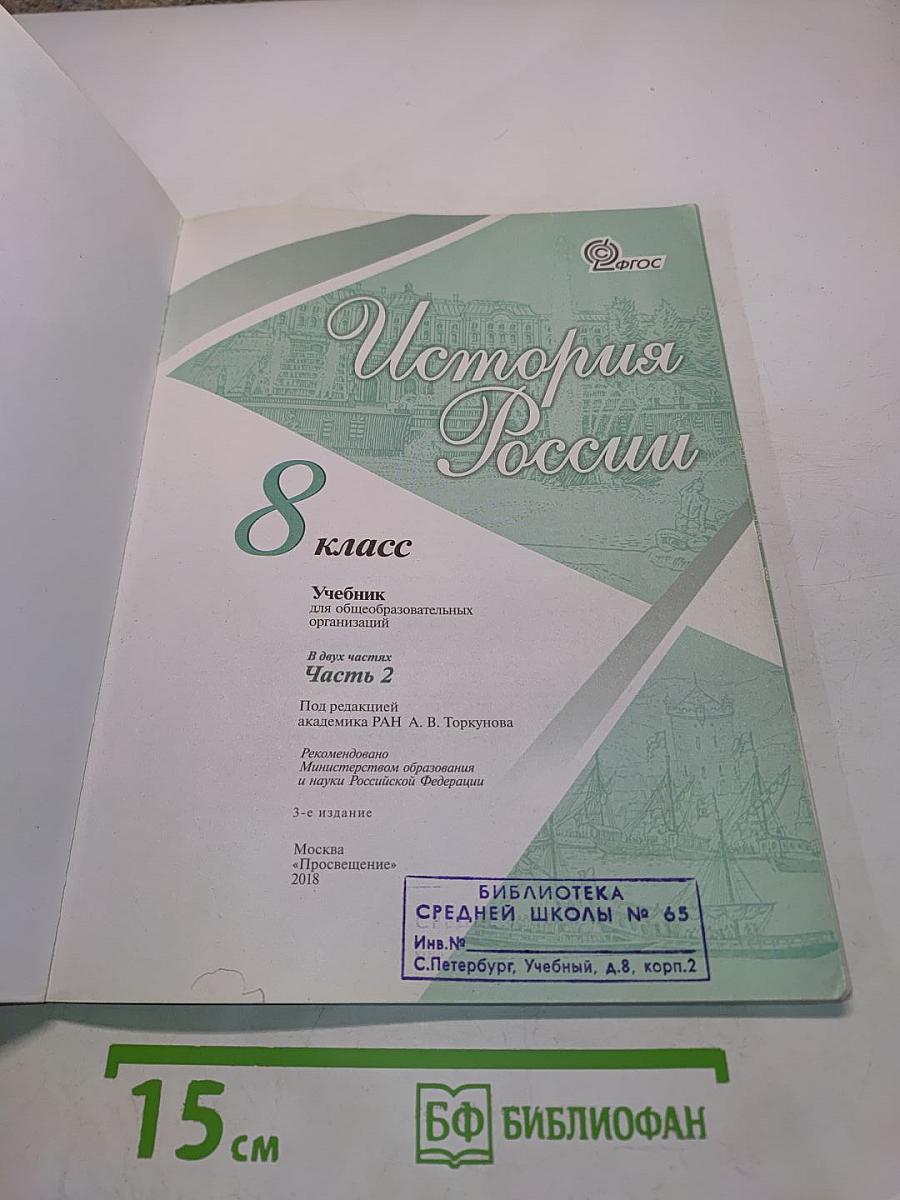 ФГОС
История
России
8 класс
Учебник
для общеобразовательных
организаций
В двух частях
Часть 2
Под редакцией
академика РАН А. В. Торкунова
Рекомендовано
Министерством образования
и науки Российской Федерации
3-е издание
Москва
«Просвещение»
2018
БИБЛИОТЕКА
СРЕДНЕЙ ШКОЛЫ № 65
Инв.№
С.Петербург, Учебный, д.8, корп.2
15 см
БФ БИБЛИОФАН